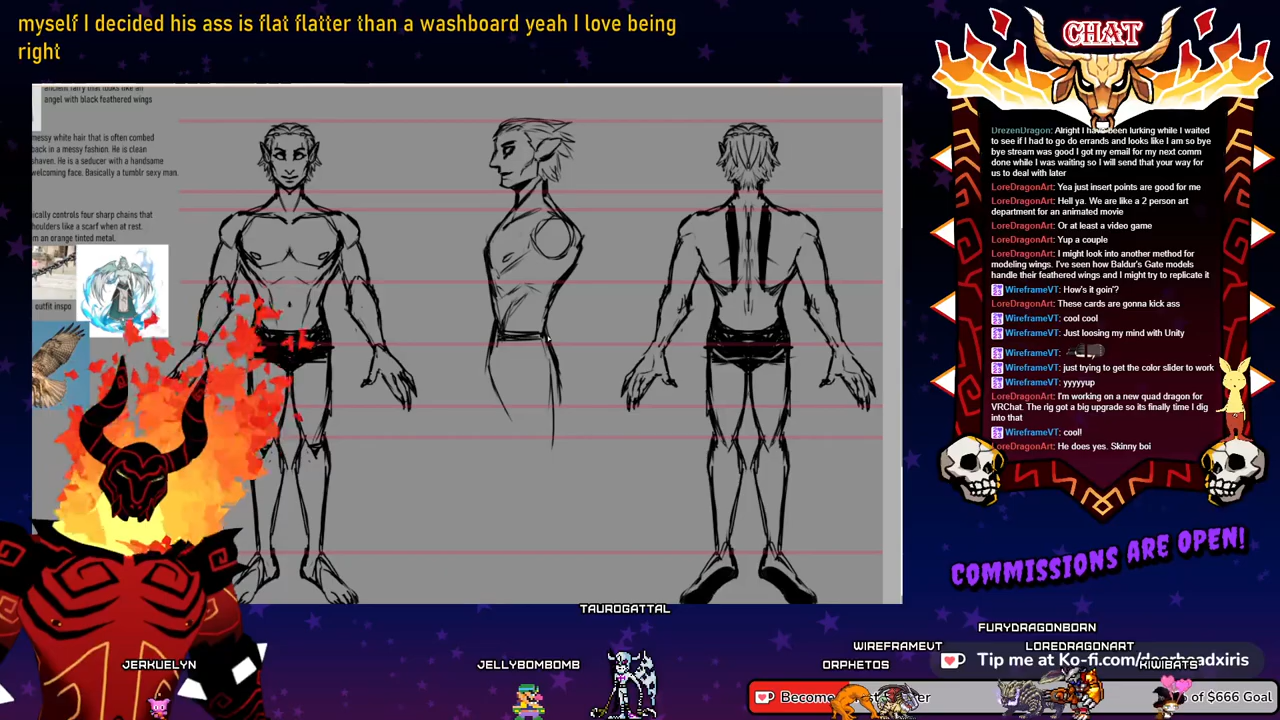 myself I decided his ass is flat flatter than a washboard yeah I love being
right
ancient fairy that looks like an
angel with black feathered wings
messy white hair that is often combed
back in a messy fashion. He is clean
shaven. He is a seducer with a handsome
welcoming face. Basically a tumblr sexy man.
ically controls four sharp chains that
houlders like a scarf when at rest.
m an orange tinted metal.
outfit inspo
CHAT
DrezenDragon: Alright I have been lurking while I waited
to see if I had to go do errands and looks like I am so bye
bye stream was good I got my email for my next comm
done while I was waiting so I will send that your way for
us to deal with later
LoreDragonArt: Yea just insert points are good for me
LoreDragonArt: Hell ya. We are like a 2 person art
department for an animated movie
LoreDragonArt: Or at least a video game
LoreDragonArt: Yup a couple
LoreDragonArt: I might look into another method for
modeling wings. I've seen how Baldur's Gate models
handle their feathered wings and I might try to replicate it
WireframeVT: How's it goin'?
LoreDragonArt: These cards are gonna kick ass
WireframeVT: cool cool
WireframeVT: Just loosing my mind with Unity
WireframeVT:
WireframeVT: just trying to get the color slider to work
WireframeVT: yyyyyup
LoreDragonArt: I'm working on a new quad dragon for
VRChat. The rig got a big upgrade so its finally time I dig
into that
WireframeVT: cool!
LoreDragonArt: He does yes. Skinny boi
COMMISSIONS ARE OPEN!
TAUROGATTAL
FURYDRAGONBORN
WIREFRAMEVT
LOREDRAGONART
JERKUELYN
JELLYBOMBOMB
ORPHETOS
KIWIBATS
Tip me at Ko-fi.com/deerheadxiris
Become
of $666 Goal